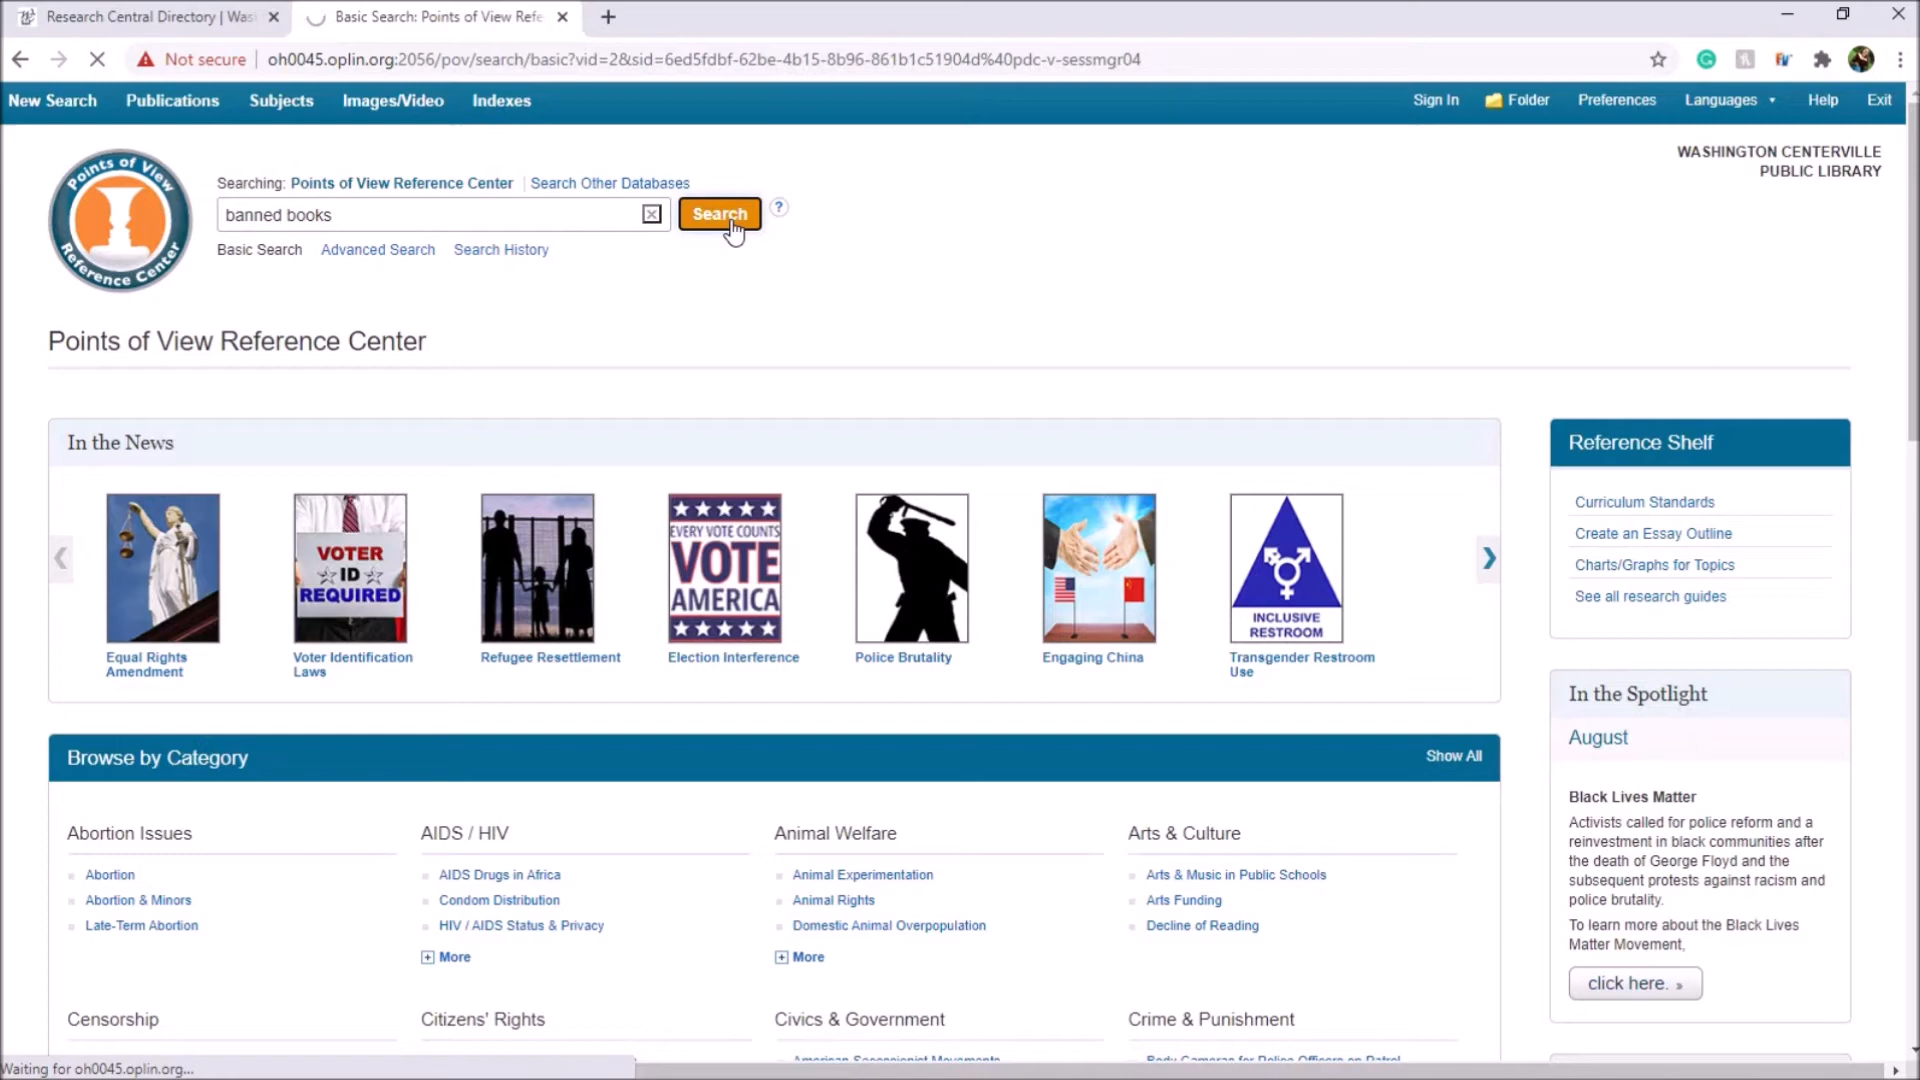 Research Central Directory | Was
Basic Search: Points of View Refe
Not secure
oh0045.oplin.org:2056/pov/search/basic?vid=2&sid=6ed5fdbf-62be-4b15-8b96-861b1c51904d%40pdc-v-sessmgr04
New Search Publications Subjects Images/Video Indexes
Sign In Folder Preferences Languages Help Exit
WASHINGTON CENTERVILLE
PUBLIC LIBRARY
Points of View
Reference Center
Searching: Points of View Reference Center Search Other Databases
banned books
Search
?
Basic Search Advanced Search Search History
Points of View Reference Center
In the News
VOTER
ID
REQUIRED
EVERY VOTE COUNTS
VOTE
AMERICA
INCLUSIVE
RESTROOM
Equal Rights
Amendment
Voter Identification
Laws
Refugee Resettlement
Election Interference
Police Brutality
Engaging China
Transgender Restroom
Use
Reference Shelf
Curriculum Standards
Create an Essay Outline
Charts/Graphs for Topics
See all research guides
Browse by Category
Show All
Abortion Issues
Abortion
Abortion & Minors
Late-Term Abortion
AIDS / HIV
AIDS Drugs in Africa
Condom Distribution
HIV / AIDS Status & Privacy
More
Animal Welfare
Animal Experimentation
Animal Rights
Domestic Animal Overpopulation
More
Arts & Culture
Arts & Music in Public Schools
Arts Funding
Decline of Reading
Censorship
Citizens' Rights
Civics & Government
American Secessionist Movements
Crime & Punishment
Body Cameras for Police Officers on Patrol
In the Spotlight
August
Black Lives Matter
Activists called for police reform and a
reinvestment in black communities after
the death of George Floyd and the
subsequent protests against racism and
police brutality.
To learn more about the Black Lives
Matter Movement,
click here. »
Waiting for oh0045.oplin.org...